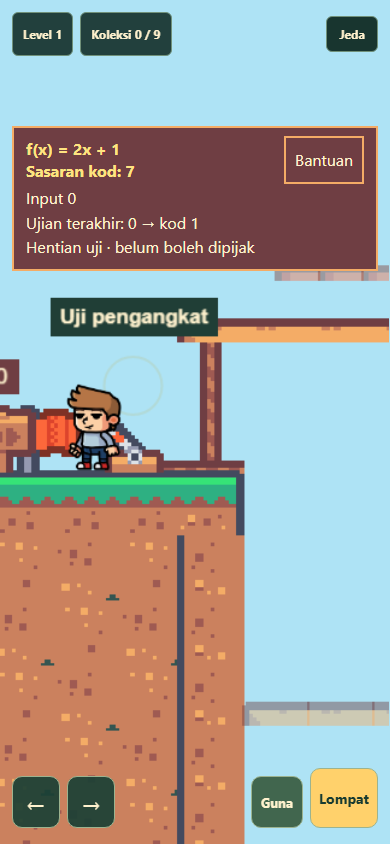 Level 1
Koleksi 0 / 9
Jeda
f(x) = 2x + 1
Sasaran kod: 7
Bantuan
Input 0
Ujian terakhir: 0 → kod 1
Hentian uji · belum boleh dipijak
Uji pengangkat
0
←
→
Guna
Lompat